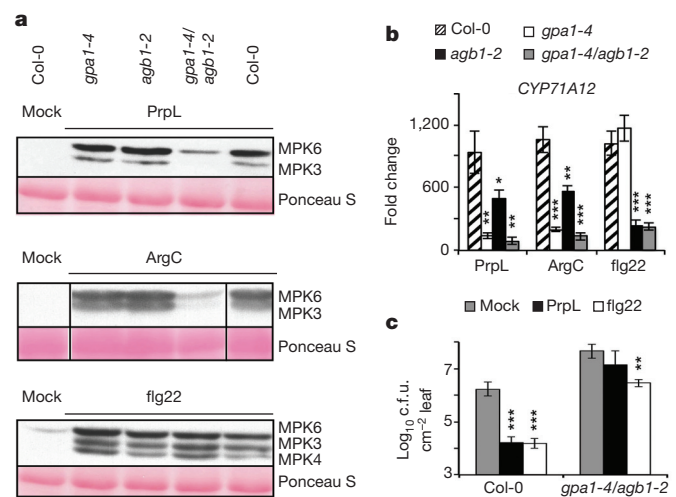 a
Col-0
gpa1-4
agb1-2
gpa1-4/
agb1-2
Col-0
Mock
PrpL
MPK6
MPK3
Ponceau S
Mock
ArgC
MPK6
MPK3
Ponceau S
Mock
flg22
MPK6
MPK3
MPK4
Ponceau S
b
Col-0
gpa1-4
agb1-2
gpa1-4/agb1-2
CYP71A12
Fold change
1,200
600
0
**
*
**
***
**
***
***
***
PrpL
ArgC
flg22
Mock
PrpL
flg22
c
Log10 c.f.u.
cm−2 leaf
7
5
3
***
***
**
Col-0
gpa1-4/agb1-2